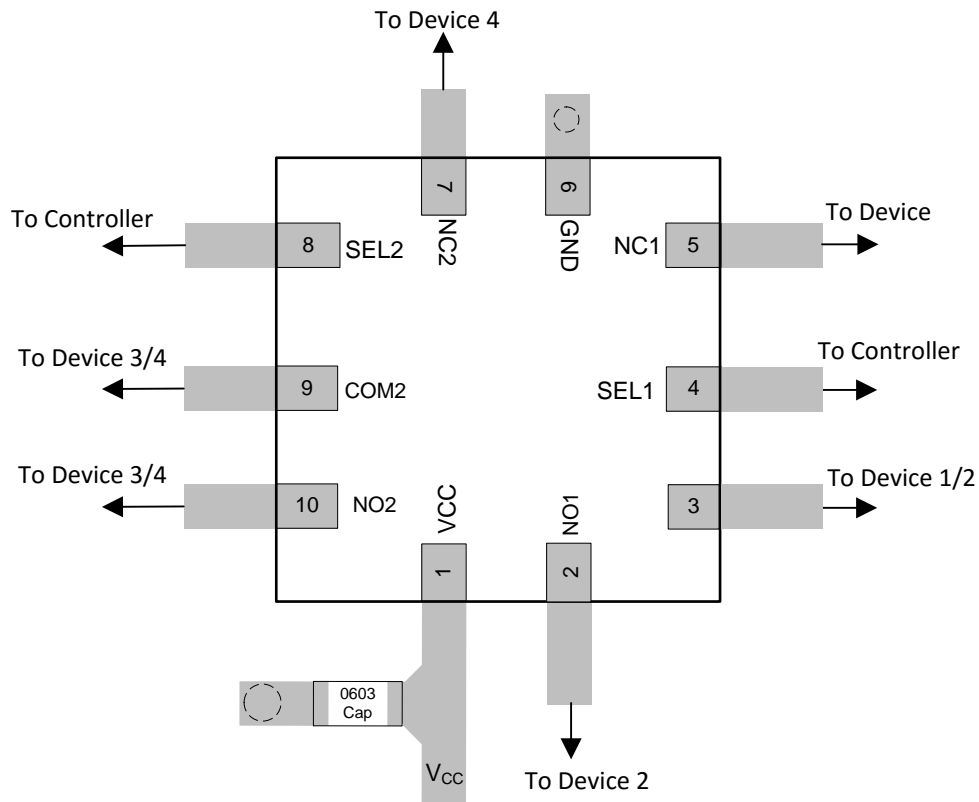 To Device 4
7
NC2
6
GND
To Controller
8
SEL2
NC1
5
To Device
To Device 3/4
9
COM2
SEL1
4
To Controller
To Device 3/4
10
NO2
VCC
1
NO1
2
3
To Device 1/2
0603
Cap
VCC
To Device 2